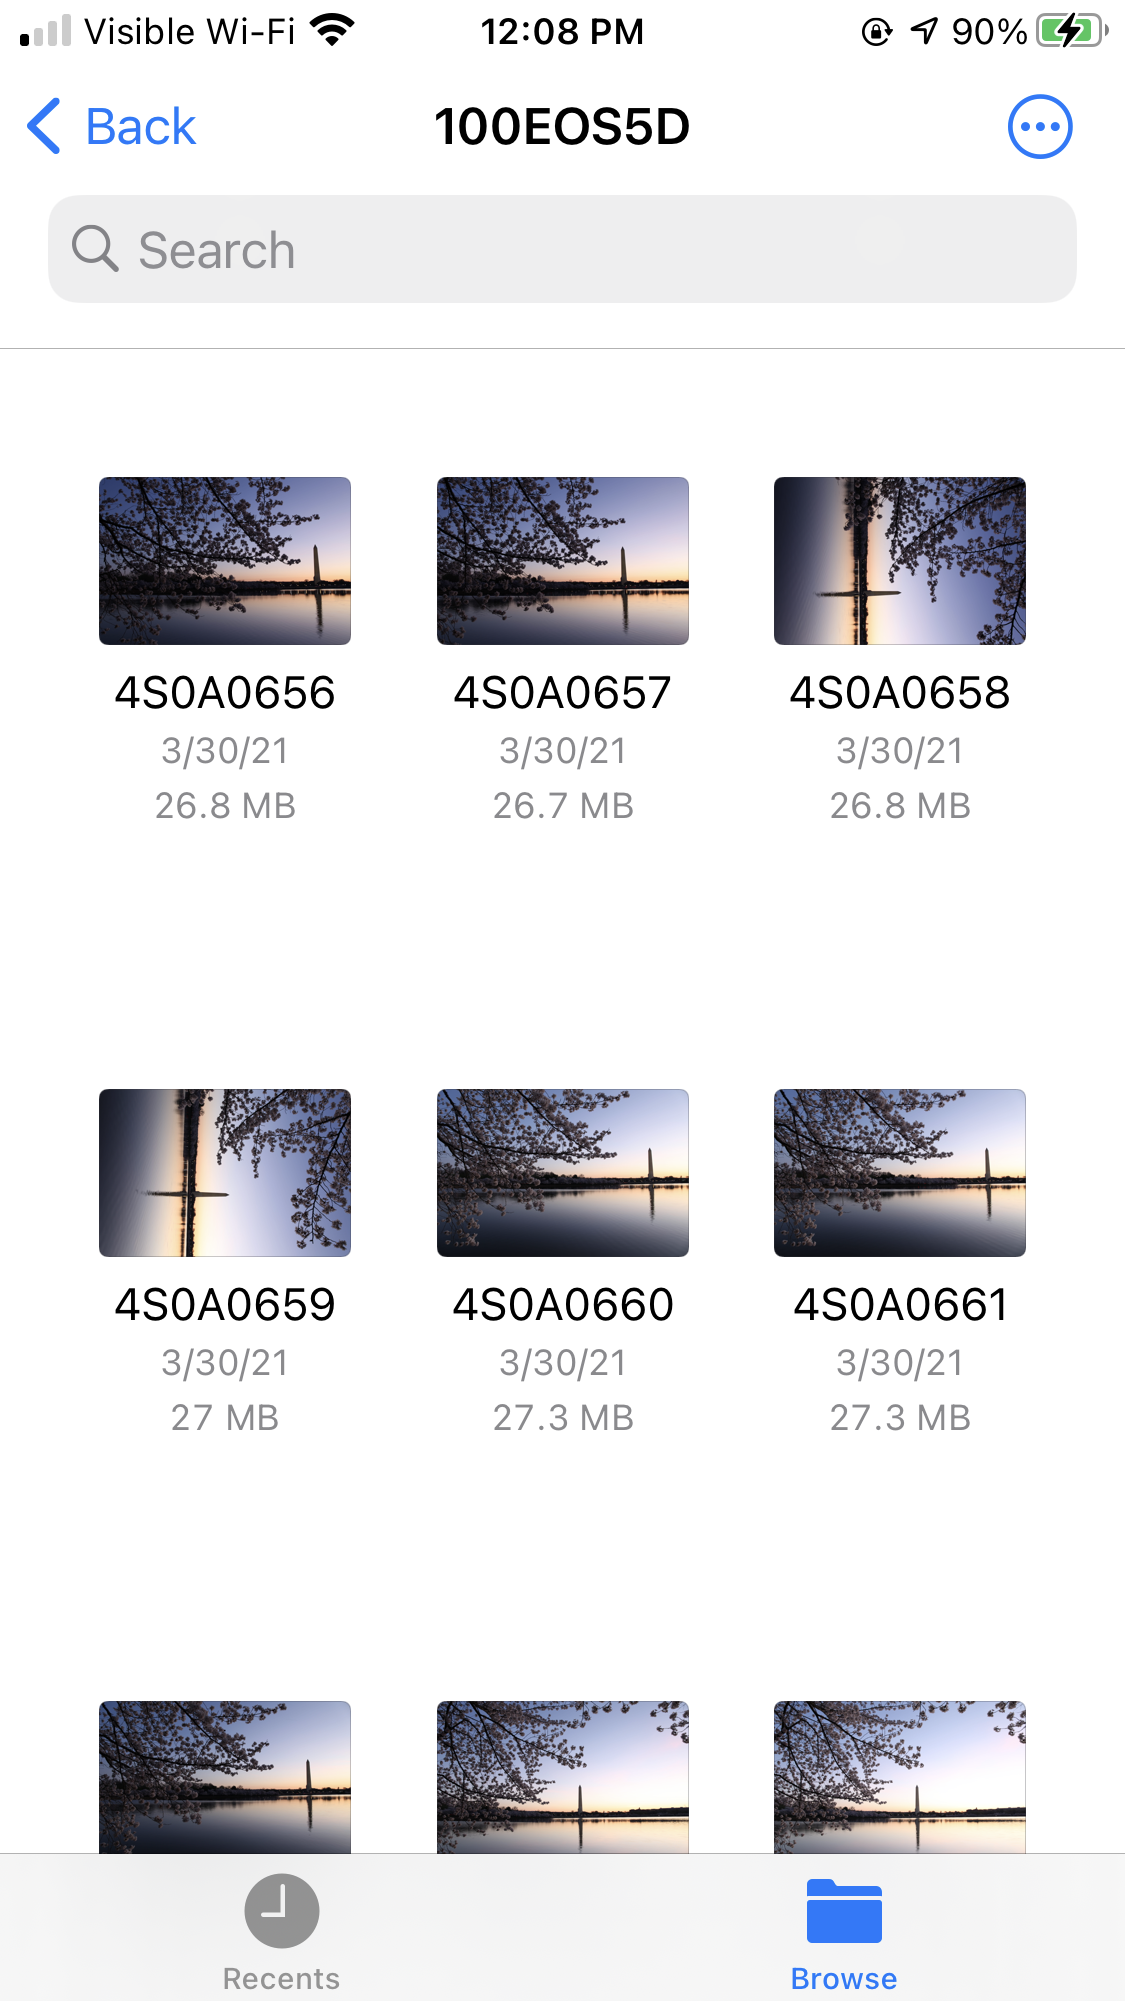 Visible Wi-Fi 12:08 PM 90%
Back 100EOS5D
Search
4S0A0656 4S0A0657 4S0A0658
3/30/21 3/30/21 3/30/21
26.8 MB 26.7 MB 26.8 MB
4S0A0659 4S0A0660 4S0A0661
3/30/21 3/30/21 3/30/21
27 MB 27.3 MB 27.3 MB
Recents Browse